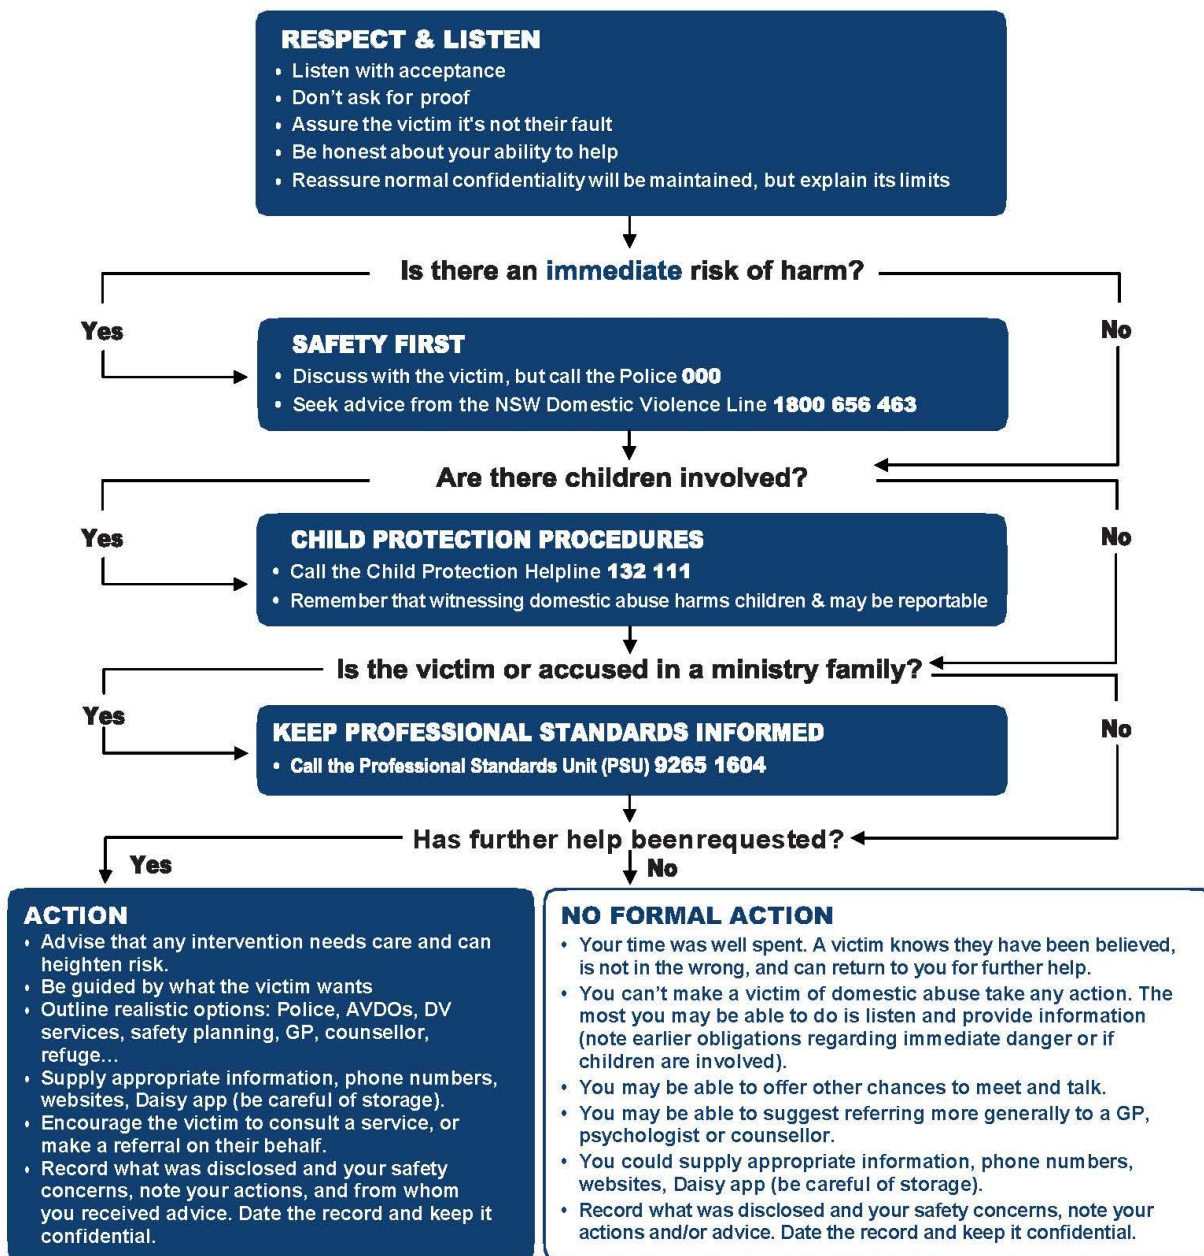 RESPECT & LISTEN
• Listen with acceptance
• Don't ask for proof
• Assure the victim it's not their fault
• Be honest about your ability to help
• Reassure normal confidentiality will be maintained, but explain its limits
Is there an immediate risk of harm?
Yes
No
SAFETY FIRST
• Discuss with the victim, but call the Police 000
• Seek advice from the NSW Domestic Violence Line 1800 656 463
Are there children involved?
Yes
No
CHILD PROTECTION PROCEDURES
• Call the Child Protection Helpline 132 111
• Remember that witnessing domestic abuse harms children & may be reportable
Is the victim or accused in a ministry family?
Yes
No
KEEP PROFESSIONAL STANDARDS INFORMED
• Call the Professional Standards Unit (PSU) 9265 1604
Has further help been requested?
Yes
No
ACTION
• Advise that any intervention needs care and can
heighten risk.
• Be guided by what the victim wants
• Outline realistic options: Police, AVDOs, DV
services, safety planning, GP, counsellor,
refuge...
• Supply appropriate information, phone numbers,
websites, Daisy app (be careful of storage).
• Encourage the victim to consult a service, or
make a referral on their behalf.
• Record what was disclosed and your safety
concerns, note your actions, and from whom
you received advice. Date the record and keep it
confidential.
NO FORMAL ACTION
• Your time was well spent. A victim knows they have been believed,
is not in the wrong, and can return to you for further help.
• You can't make a victim of domestic abuse take any action. The
most you may be able to do is listen and provide information
(note earlier obligations regarding immediate danger or if
children are involved).
• You may be able to offer other chances to meet and talk.
• You may be able to suggest referring more generally to a GP,
psychologist or counsellor.
• You could supply appropriate information, phone numbers,
websites, Daisy app (be careful of storage).
• Record what was disclosed and your safety concerns, note your
actions and/or advice. Date the record and keep it confidential.